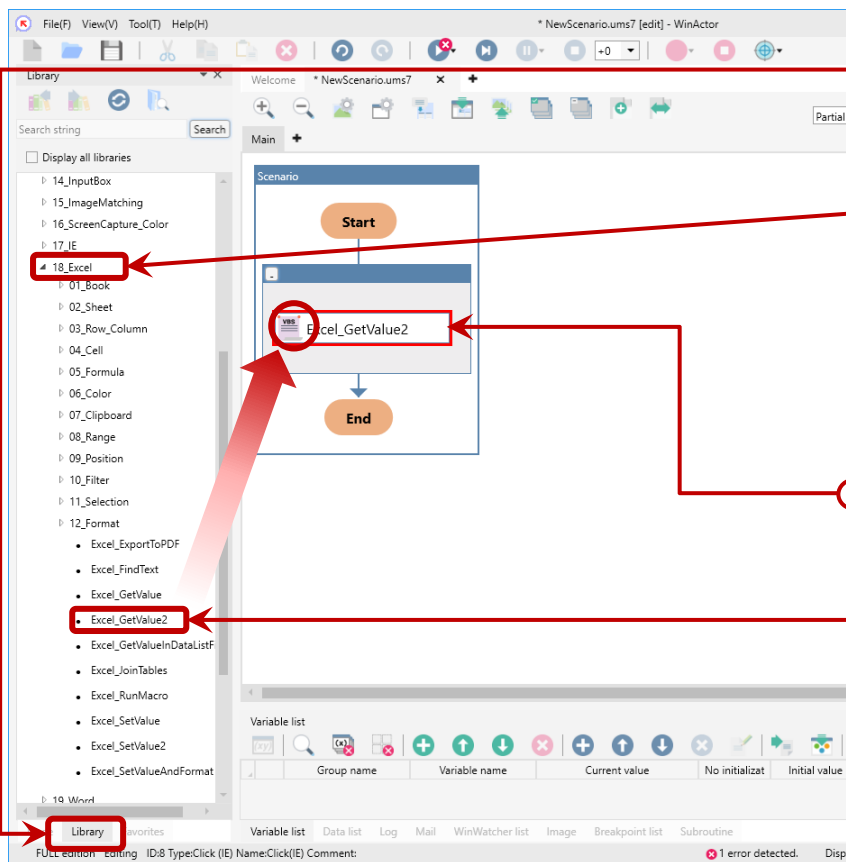 File(F) View(V) Tool(T) Help(H)
* NewScenario.ums7 [edit] - WinActor
+0
Library
Welcome * NewScenario.ums7
Search string Search
Partial
Main
Display all libraries
14_InputBox
15_ImageMatching
16_ScreenCapture_Color
17_IE
18_Excel
01_Book
02_Sheet
03_Row_Column
04_Cell
05_Formula
06_Color
07_Clipboard
08_Range
09_Position
10_Filter
11_Selection
12_Format
Excel_ExportToPDF
Excel_FindText
Excel_GetValue
Excel_GetValue2
Excel_GetValueInDataListF
Excel_JoinTables
Excel_RunMacro
Excel_SetValue
Excel_SetValue2
Excel_SetValueAndFormat
19_Word
Library
Scenario
Start
VBS
Excel_GetValue2
End
Variable list
Group name Variable name Current value No initializat Initial value
Variable list Data list Log Mail WinWatcher list Image Breakpoint list Subroutine
FULL edition Editing ID:8 Type:Click (IE) Name:Click(IE) Comment:
1 error detected. Disp